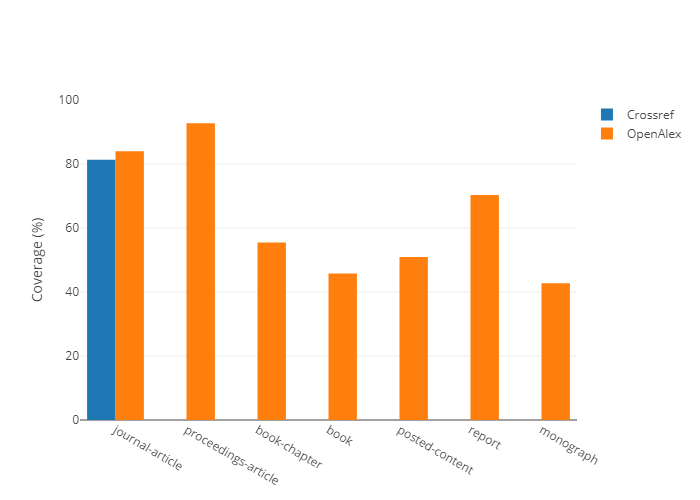 100
80
60
40
20
0
Coverage (%)
journal-article
proceedings-article
book-chapter
book
posted-content
report
monograph
Crossref
OpenAlex